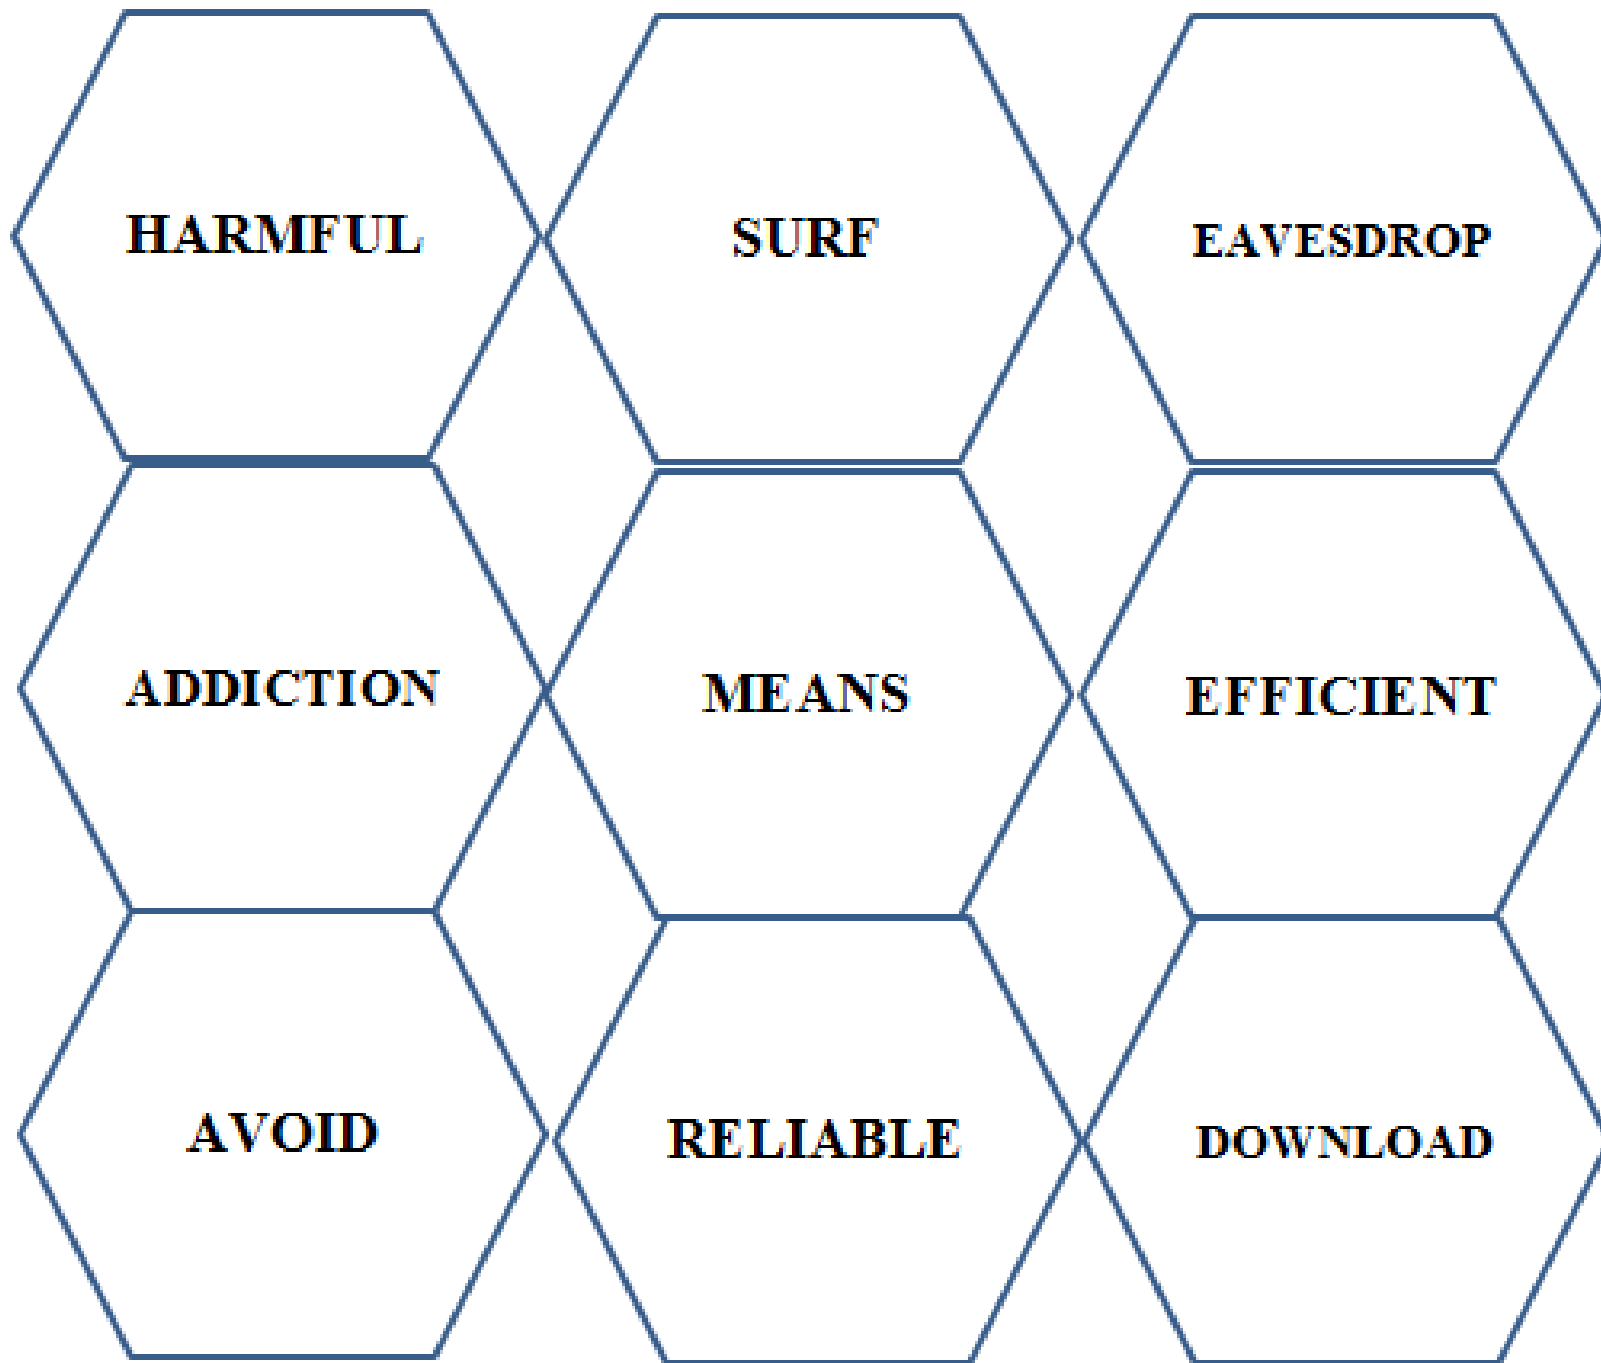 HARMFUL
SURF
EAVESDROP
ADDICTION
MEANS
EFFICIENT
AVOID
RELIABLE
DOWNLOAD